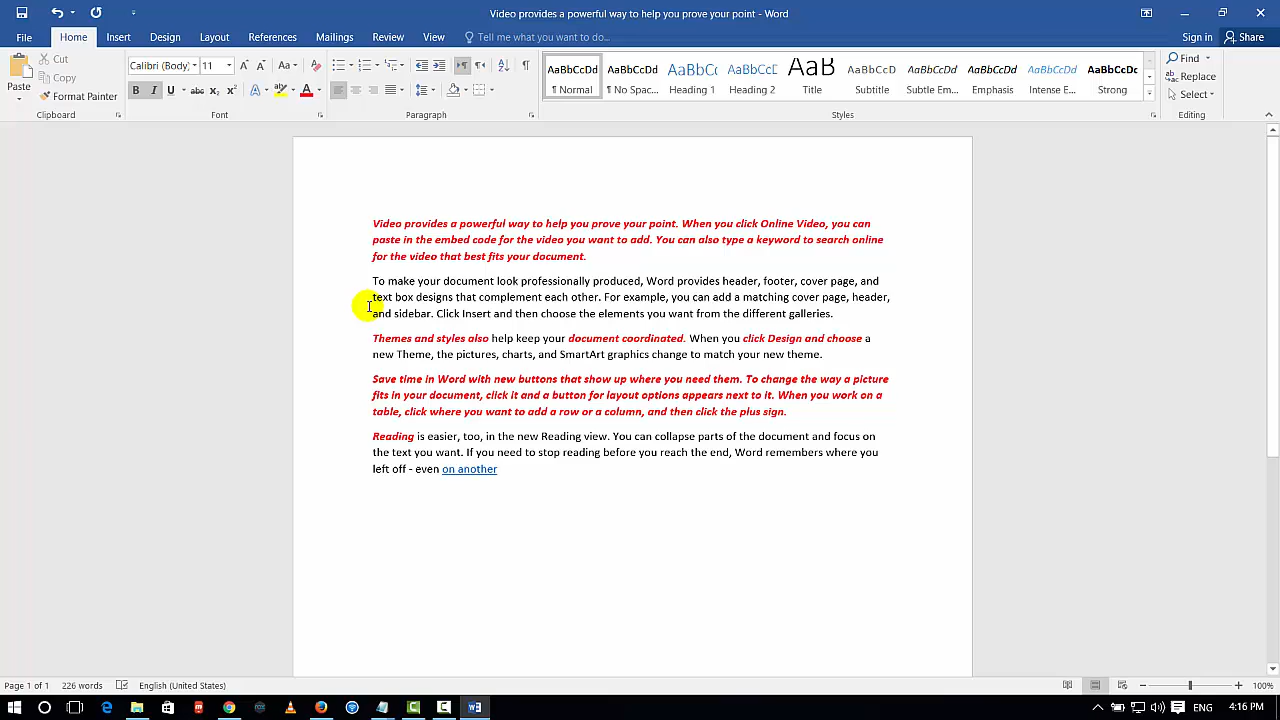 Video provides a powerful way to help you prove your point - Word
File Home Insert Design Layout References Mailings Review View Tell me what you want to do... Sign in Share
Paste
Cut
Copy
Format Painter
Clipboard
Calibri (Body) 11 Aa
B I U abc X₂ X² A ab A
Font
Paragraph
AaBbCcDd AaBbCcDd AaBbCc AaBbCcC AaB AaBbCcD AaBbCcDd AaBbCcDd AaBbCcDd AaBbCcDc
¶ Normal ¶ No Spac... Heading 1 Heading 2 Title Subtitle Subtle Em... Emphasis Intense E... Strong
Styles
Find
Replace
Select
Editing
Video provides a powerful way to help you prove your point. When you click Online Video, you can
paste in the embed code for the video you want to add. You can also type a keyword to search online
for the video that best fits your document.
To make your document look professionally produced, Word provides header, footer, cover page, and
text box designs that complement each other. For example, you can add a matching cover page, header,
and sidebar. Click Insert and then choose the elements you want from the different galleries.
Themes and styles also help keep your document coordinated. When you click Design and choose a
new Theme, the pictures, charts, and SmartArt graphics change to match your new theme.
Save time in Word with new buttons that show up where you need them. To change the way a picture
fits in your document, click it and a button for layout options appears next to it. When you work on a
table, click where you want to add a row or a column, and then click the plus sign.
Reading is easier, too, in the new Reading view. You can collapse parts of the document and focus on
the text you want. If you need to stop reading before you reach the end, Word remembers where you
left off - even on another
Page 1 of 1 226 words English (United States) 100%
ENG 4:16 PM